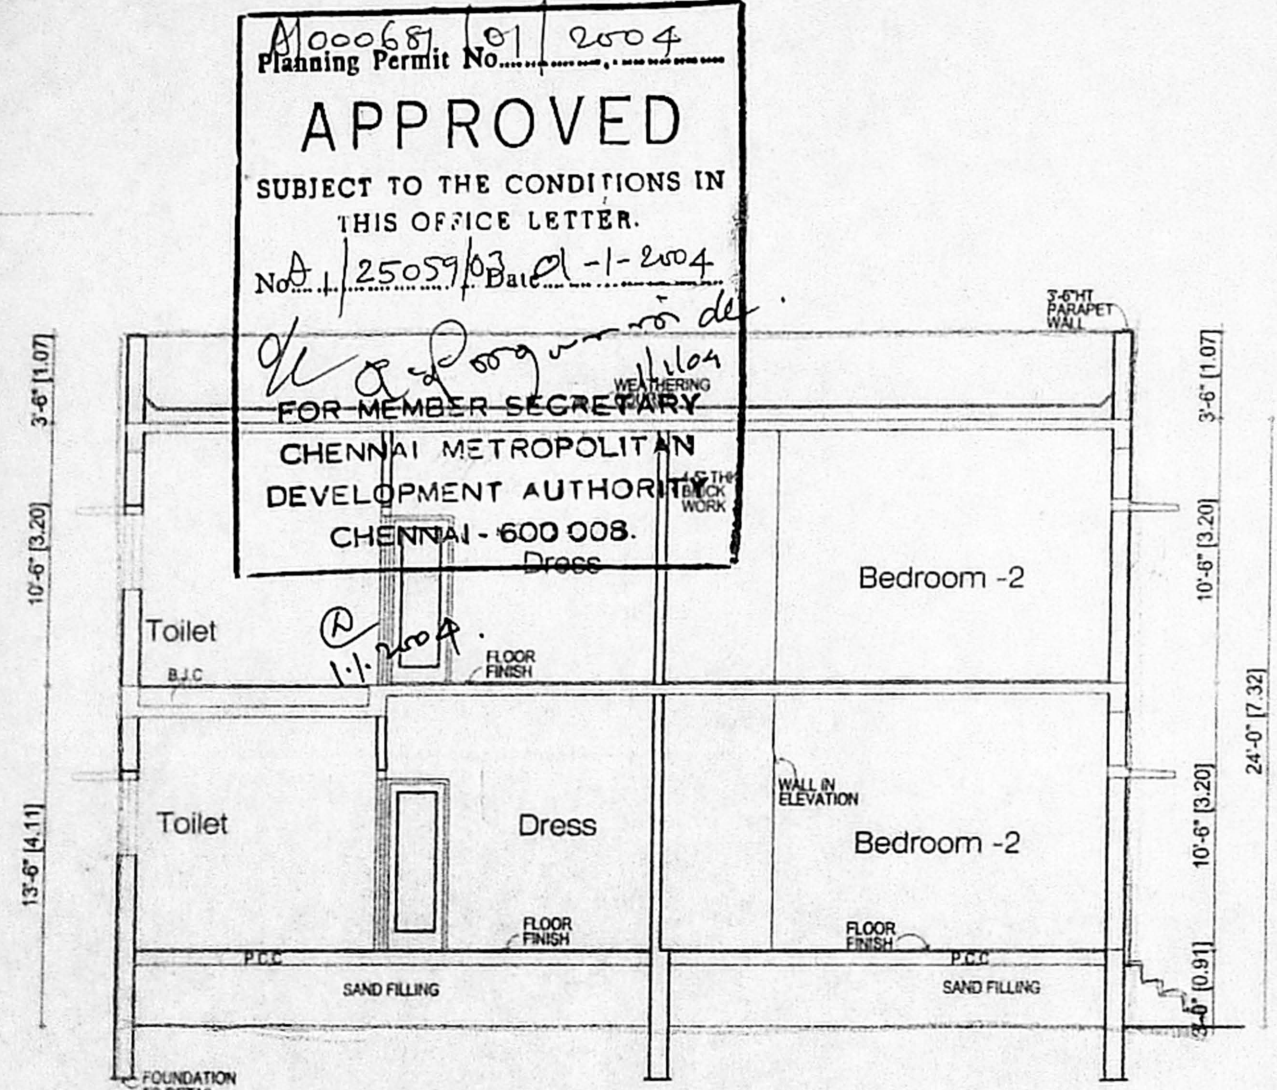 A/000681/01/2004
Planning Permit No
APPROVED
SUBJECT TO THE CONDITIONS IN
THIS OFFICE LETTER.
No A1/25059/03 Date 01-1-2004
1/1/04
FOR MEMBER SECRETARY
CHENNAI METROPOLITAN
DEVELOPMENT AUTHORITY
CHENNAI - 600 008.
1.1.2004.
3'-6"HT
PARAPET
WALL
3'-6" [1.07]
WEATHERING
3'-6" [1.07]
BRICK
WORK
10'-6" [3.20]
Toilet
Dress
Bedroom -2
10'-6" [3.20]
B.J.C
FLOOR
FINISH
24'-0" [7.32]
WALL IN
ELEVATION
13'-6" [4.11]
Toilet
Dress
Bedroom -2
10'-6" [3.20]
FLOOR
FINISH
FLOOR
FINISH
P.C.C
P.C.C
SAND FILLING
SAND FILLING
3'-0" [0.91]
FOUNDATION